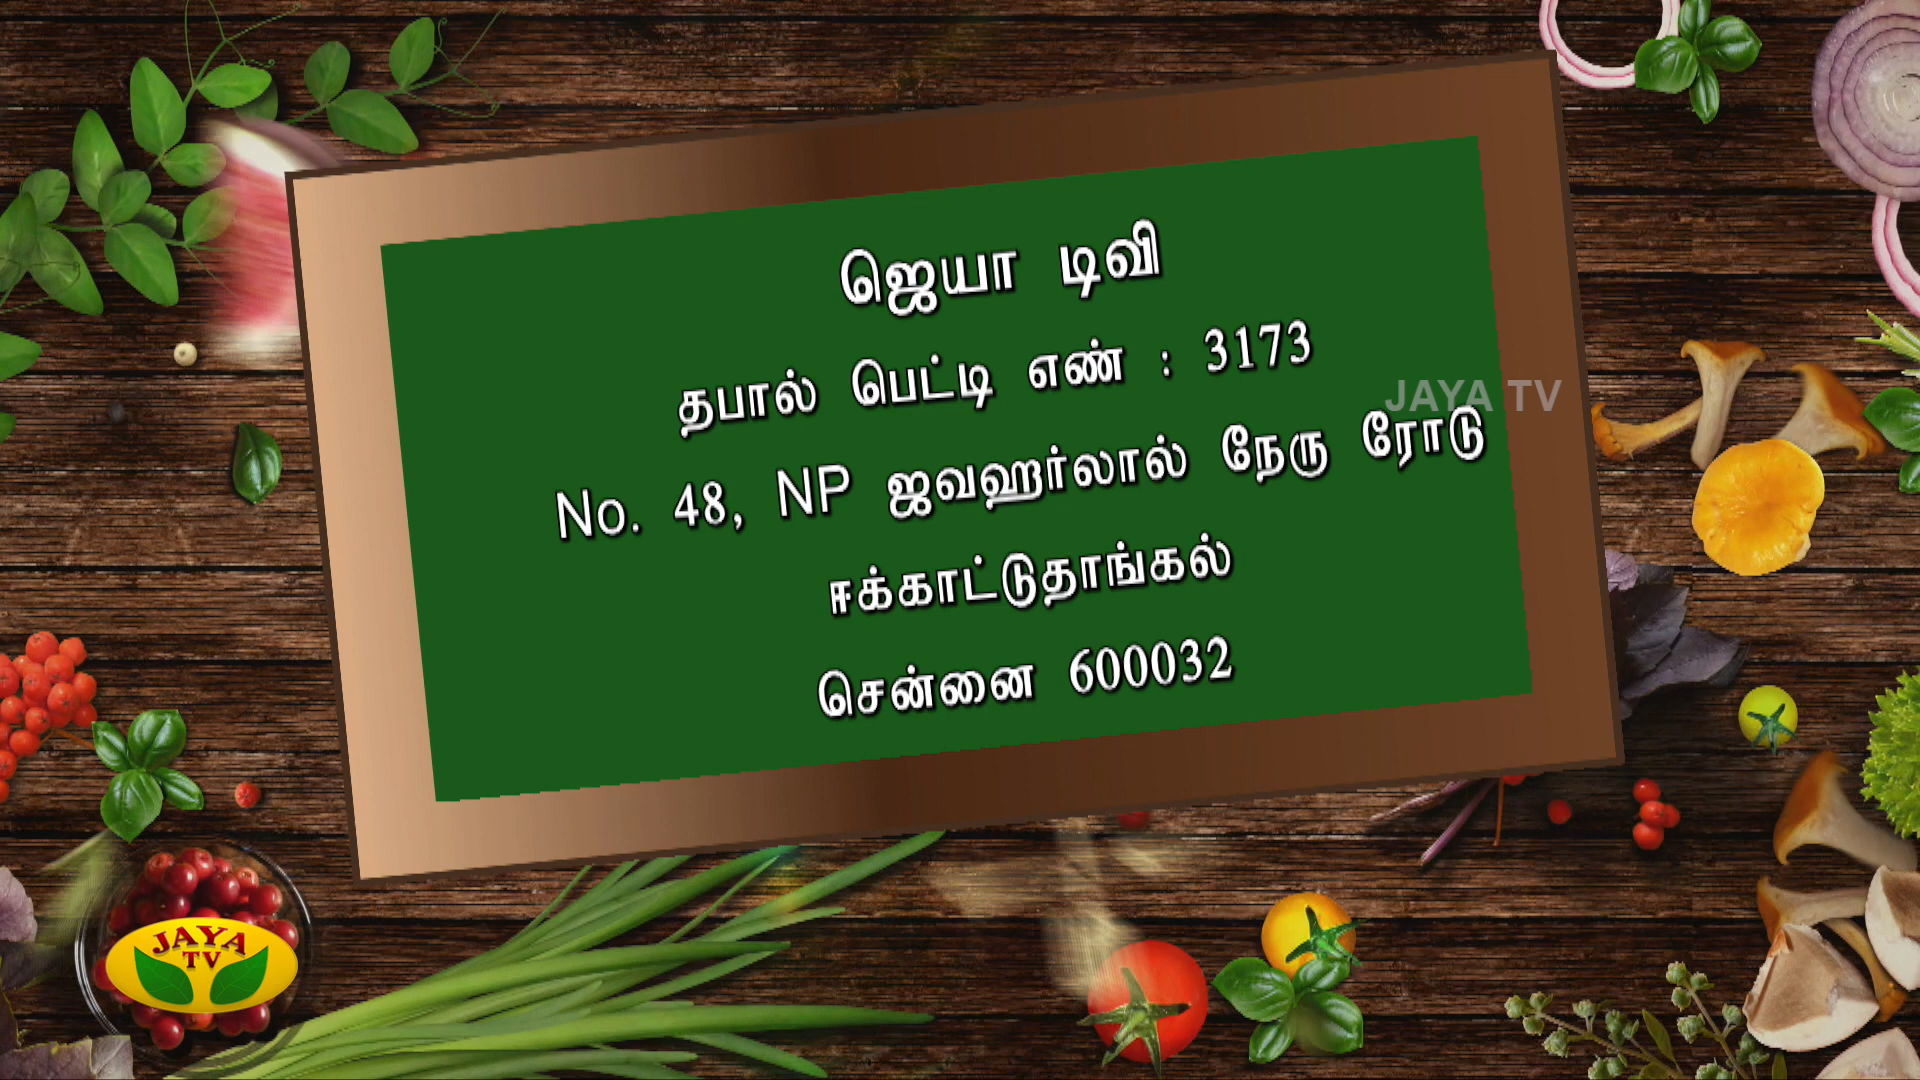 ஜெயா டிவி
தபால் பெட்டி எண் : 3173
JAYA TV
No. 48, NP ஜவஹர்லால் நேரு ரோடு
ஈக்காட்டுதாங்கல்
சென்னை 600032
JAYA
TV